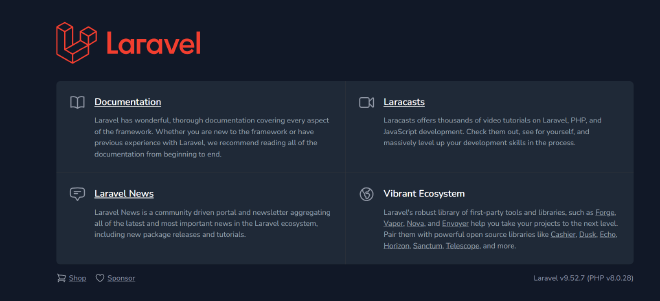 Laravel
Documentation
Laravel has wonderful, thorough documentation covering every aspect
of the framework. Whether you are new to the framework or have
previous experience with Laravel, we recommend reading all of the
documentation from beginning to end.
Laracasts
Laracasts offers thousands of video tutorials on Laravel, PHP, and
JavaScript development. Check them out, see for yourself, and
massively level up your development skills in the process.
Laravel News
Laravel News is a community driven portal and newsletter aggregating
all of the latest and most important news in the Laravel ecosystem,
including new package releases and tutorials.
Vibrant Ecosystem
Laravel's robust library of first-party tools and libraries, such as Forge,
Vapor, Nova, and Envoyer help you take your projects to the next level.
Pair them with powerful open source libraries like Cashier, Dusk, Echo,
Horizon, Sanctum, Telescope, and more.
Shop Sponsor
Laravel v9.52.7 (PHP v8.0.28)